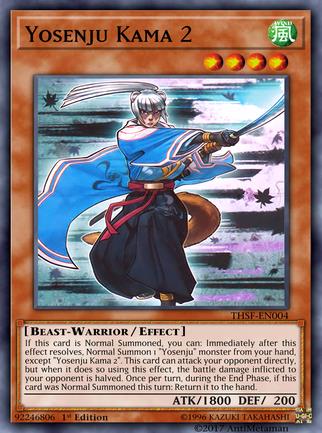 Yosenju Kama 2
WIND
風
THSF-EN004
[Beast-Warrior / Effect]
If this card is Normal Summoned, you can: Immediately after this
effect resolves, Normal Summon 1 "Yosenju" monster from your hand,
except "Yosenju Kama 2". This card can attack your opponent directly,
but when it does so using this effect, the battle damage inflicted
to your opponent is halved. Once per turn, during the End Phase, if this
card was Normal Summoned this turn: Return it to the hand.
ATK/1800 DEF/ 200
92246806 1st Edition ©1996 KAZUKI TAKAHASHI
©2017 AntiMetaman